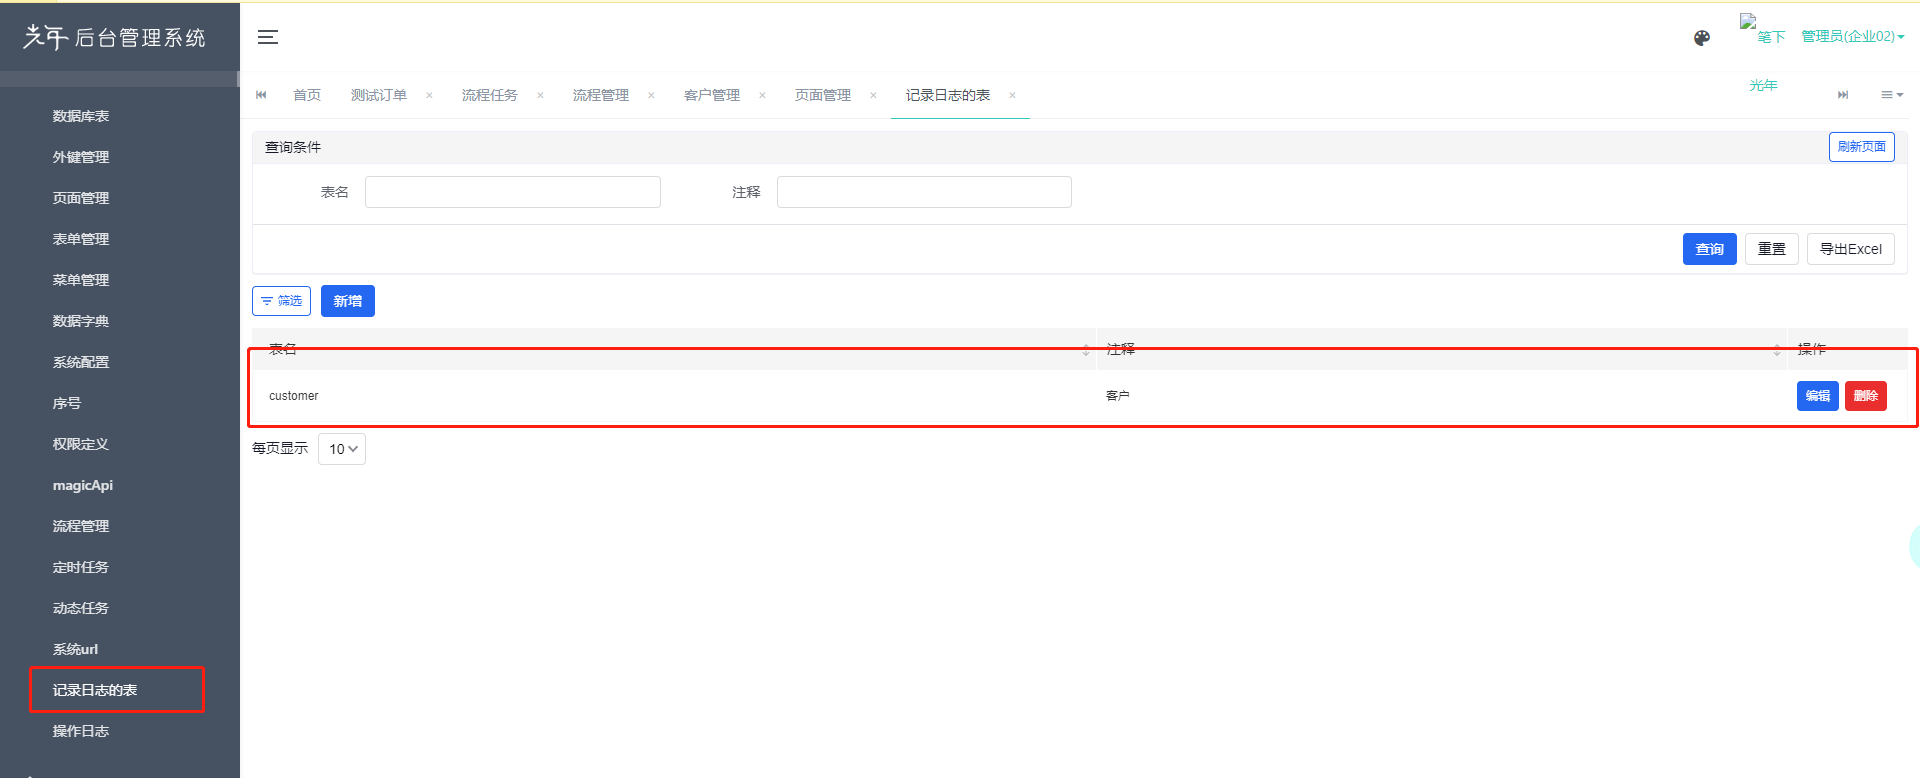 光年 后台管理系统
笔下光年
管理员(企业02)
首页 测试订单 × 流程任务 × 流程管理 × 客户管理 × 页面管理 × 记录日志的表 ×
数据库表
外键管理
页面管理
表单管理
菜单管理
数据字典
系统配置
序号
权限定义
magicApi
流程管理
定时任务
动态任务
系统url
记录日志的表
操作日志
查询条件 刷新页面
表名 注释
查询 重置 导出Excel
筛选 新增
表名 注释 操作
customer 客户 编辑 删除
每页显示 10